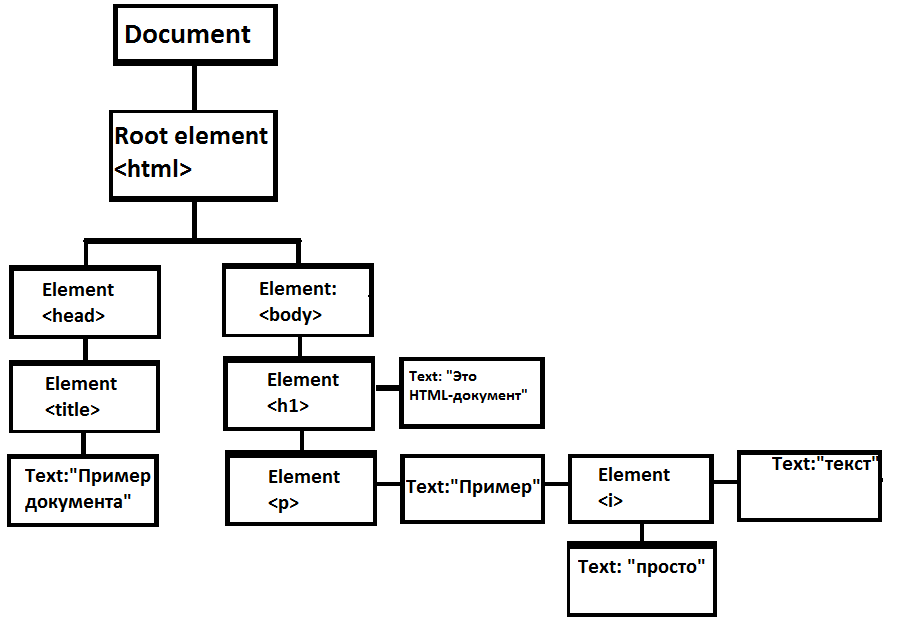 Document
Root element
<html>
Element
<head>
Element:
<body>
Element
<title>
Element
<h1>
Text: "Это
HTML-документ"
Text:"Пример
документа"
Element
<p>
Text:"Пример"
Element
<i>
Text:"текст"
Text: "просто"